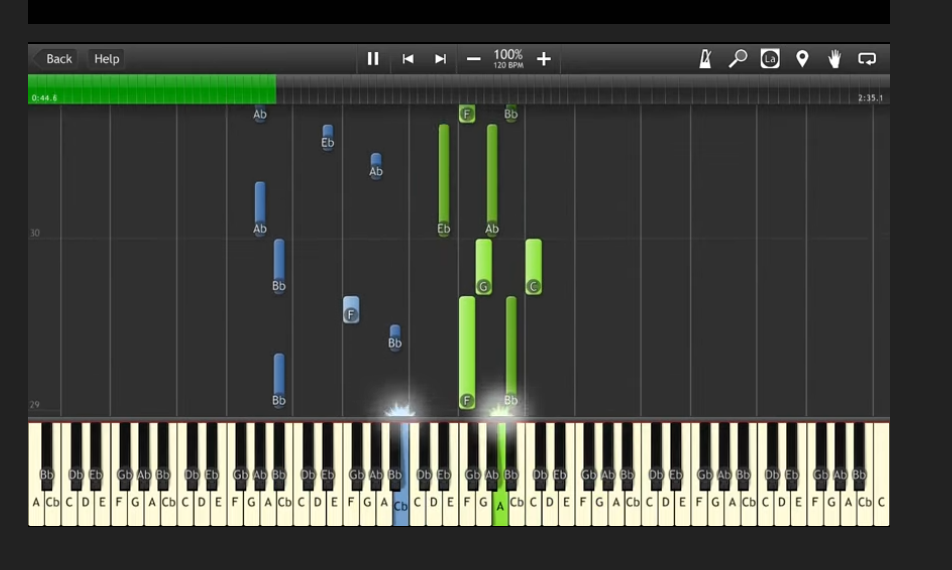 Back Help 100% La
120 BPM
0:44.6 2:35.1
Ab F Bb
Eb
Ab
Ab Eb Ab
30
Bb G C
F
Bb
Bb F Bb
29
Bb Db Eb Gb Ab Bb Db Eb Gb Ab Bb Db Eb Gb Ab Bb Db Eb Gb Ab Bb Db Eb Gb Ab Bb Db Eb Gb Ab Bb Db Eb Gb Ab Bb
A Cb C D E F G A Cb C D E F G A Cb C D E F G A Cb C D E F G A Cb C D E F G A Cb C D E F G A Cb C D E F G A Cb C